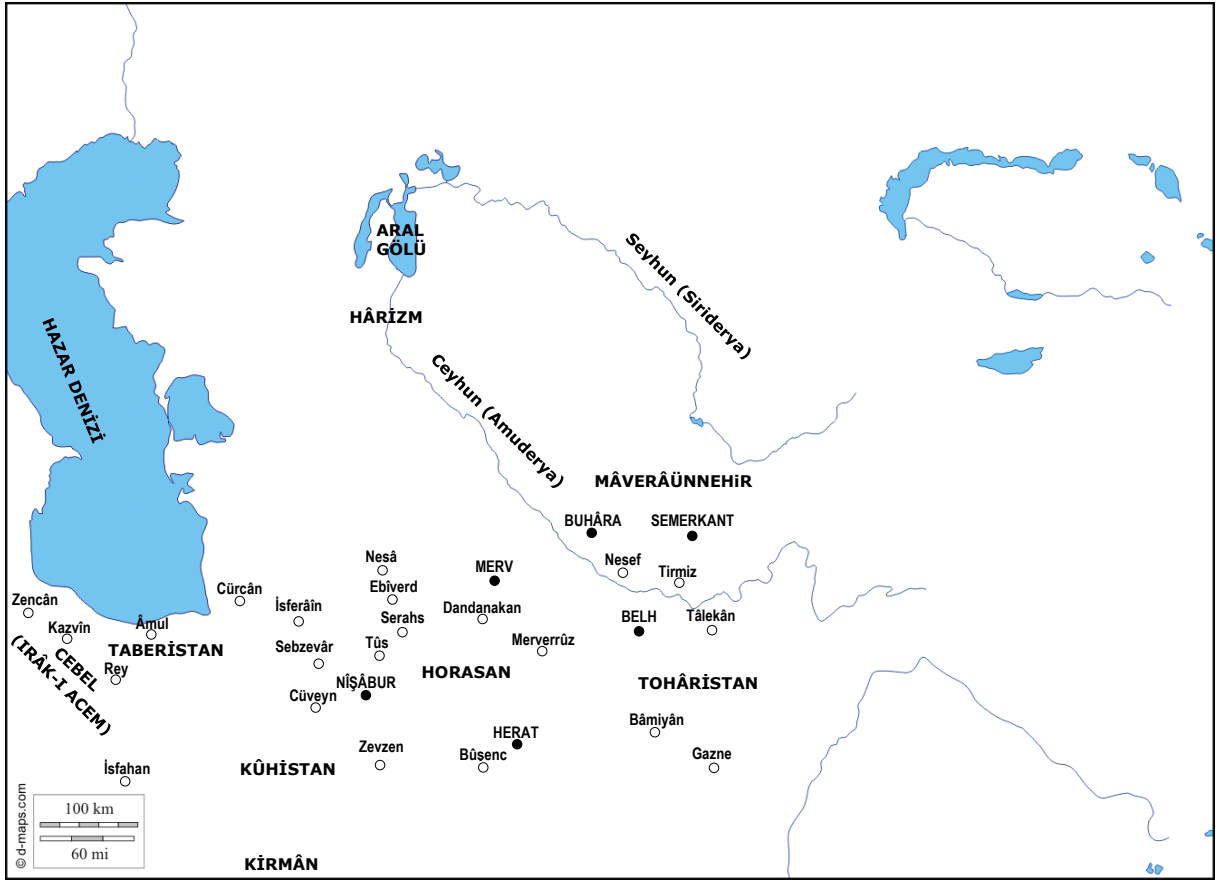 ARAL
GÖLÜ
Seyhun (Siriderya)
HÂRİZM
HAZAR DENİZİ
Ceyhun (Amuderya)
MÂVERÂÜNNEHiR
BUHÂRA
SEMERKANT
Nesâ
MERV
Nesef
Tirmiz
Cürcân
Ebîverd
Zencân
İsferâîn
Dandanakan
Serahs
BELH
Tâlekân
Kazvîn
Âmul
TABERİSTAN
Sebzevâr
Tûs
Merverrûz
CEBEL
(IRÂK-I ACEM)
Rey
HORASAN
NÎŞÂBUR
TOHÂRİSTAN
Cüveyn
Bâmiyân
HERAT
Zevzen
Bûşenc
Gazne
İsfahan
KÛHİSTAN
100 km
60 mi
© d-maps.com
KİRMÂN